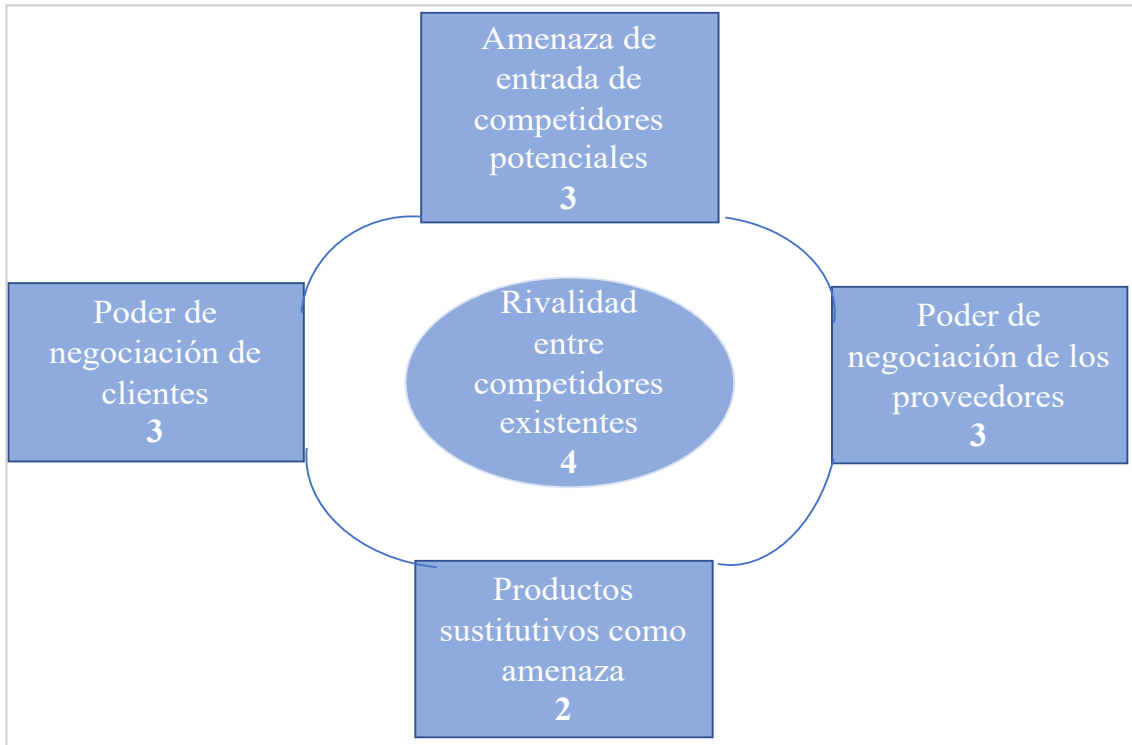 Amenaza de
entrada de
competidores
potenciales
3
Poder de
negociación de
clientes
3
Rivalidad
entre
competidores
existentes
4
Poder de
negociación de los
proveedores
3
Productos
sustitutivos como
amenaza
2